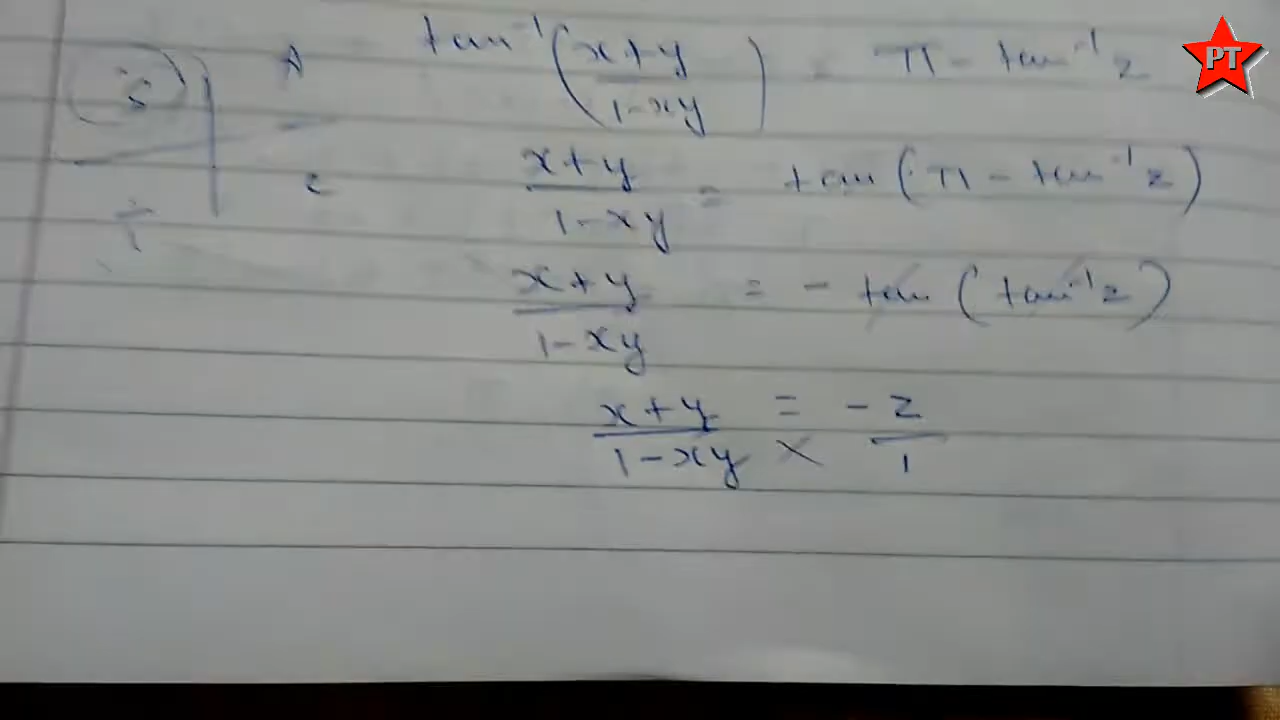 PT
S A
T C
tan⁻¹((x+y)/(1-xy)) = π - tan⁻¹z
(x+y)/(1-xy) = tan(π - tan⁻¹z)
(x+y)/(1-xy) = - tan(tan⁻¹z)
(x+y)/(1-xy) × = -z/1